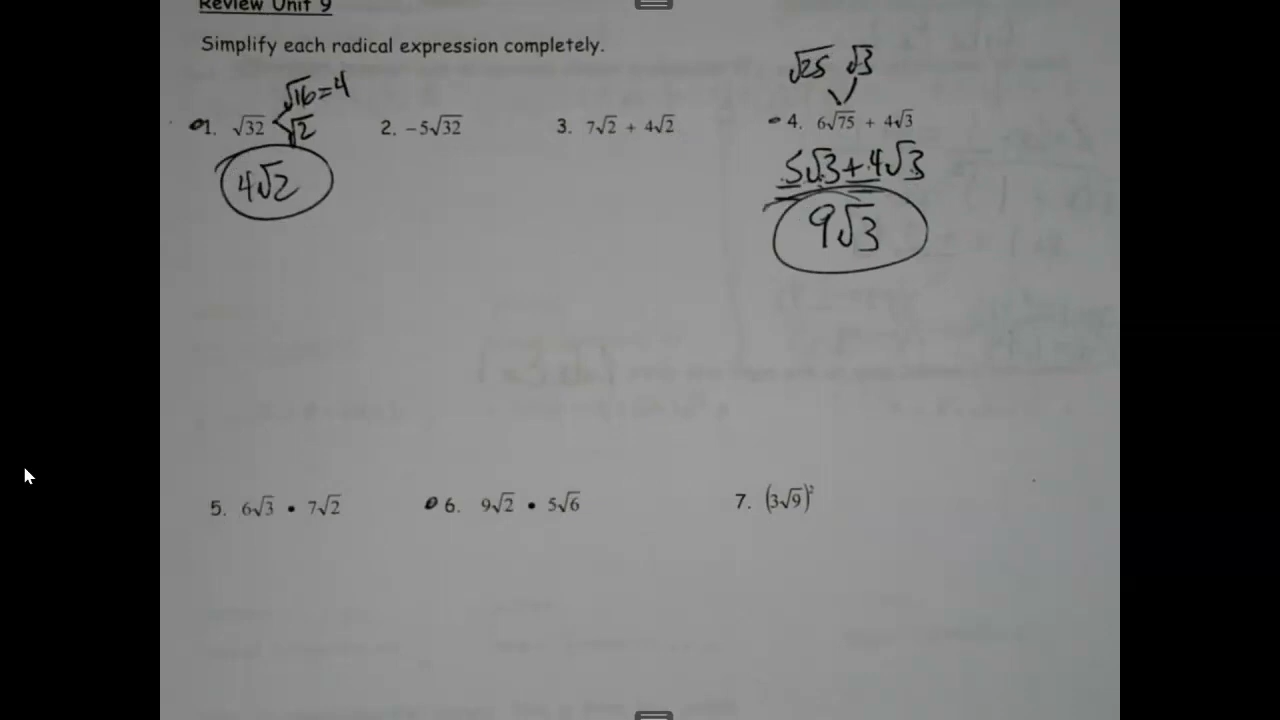 Review Unit 9
Simplify each radical expression completely.
√16 = 4
√2
1. √32
4√2
2. -5√32
3. 7√2 + 4√2
√25 √3
4. 6√75 + 4√3
5√3 + 4√3
9√3
5. 6√3 • 7√2
6. 9√2 • 5√6
7. (3√9)²